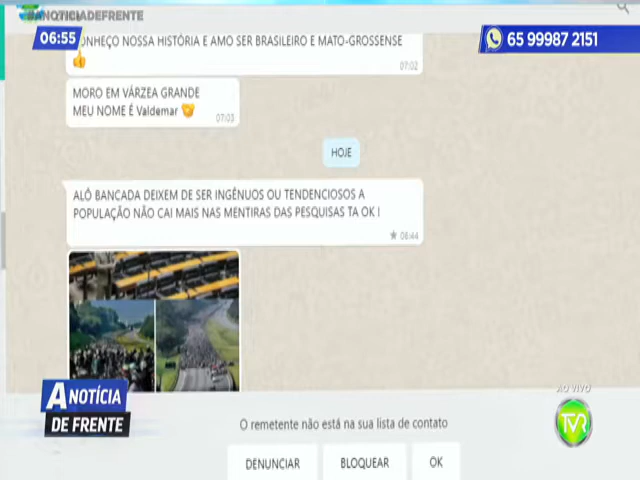 #ANOTICIADEFRENTE
06:55
65 99987 2151
CONHEÇO NOSSA HISTÓRIA E AMO SER BRASILEIRO E MATO-GROSSENSE
07:02
MORO EM VÁRZEA GRANDE
MEU NOME É Valdemar
07:03
HOJE
ALÔ BANCADA DEIXEM DE SER INGÊNUOS OU TENDENCIOSOS A
POPULAÇÃO NÃO CAI MAIS NAS MENTIRAS DAS PESQUISAS TA OK !
06:44
A NOTÍCIA
DE FRENTE
AO VIVO
TVR
O remetente não está na sua lista de contato
DENUNCIAR
BLOQUEAR
OK